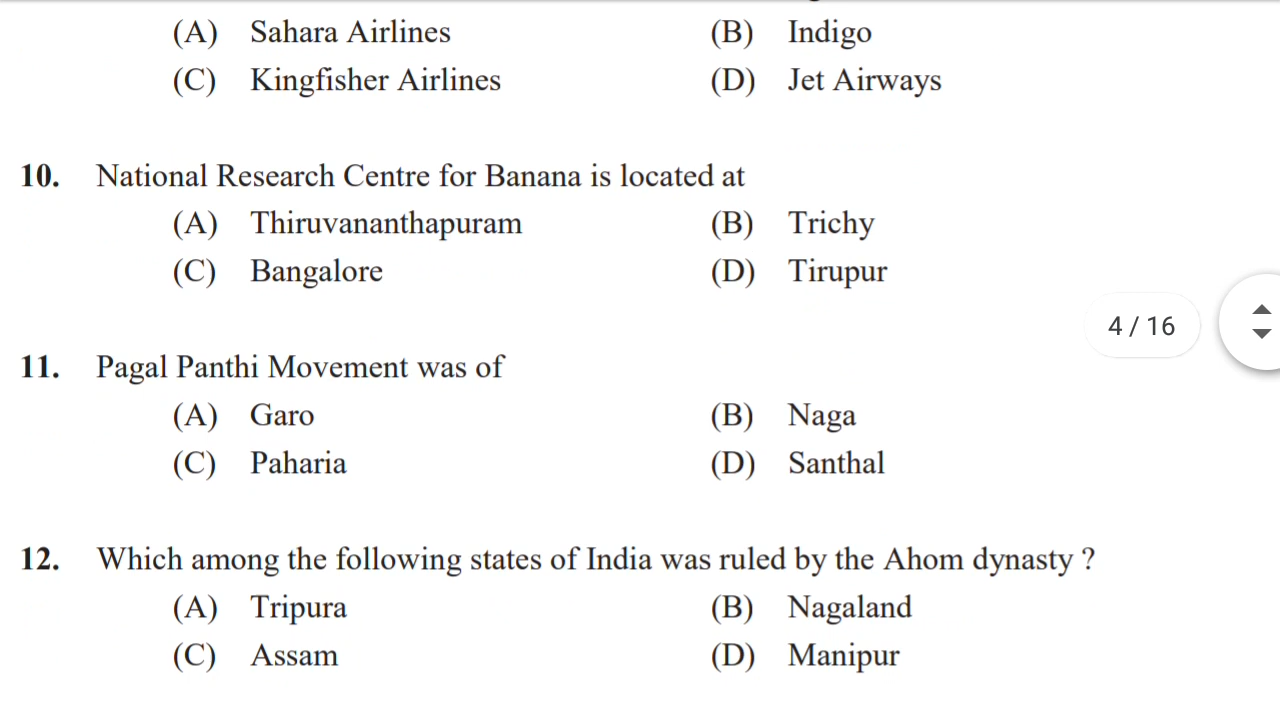 (A) Sahara Airlines (B) Indigo
(C) Kingfisher Airlines (D) Jet Airways
10. National Research Centre for Banana is located at
(A) Thiruvananthapuram (B) Trichy
(C) Bangalore (D) Tirupur
4 / 16
11. Pagal Panthi Movement was of
(A) Garo (B) Naga
(C) Paharia (D) Santhal
12. Which among the following states of India was ruled by the Ahom dynasty ?
(A) Tripura (B) Nagaland
(C) Assam (D) Manipur